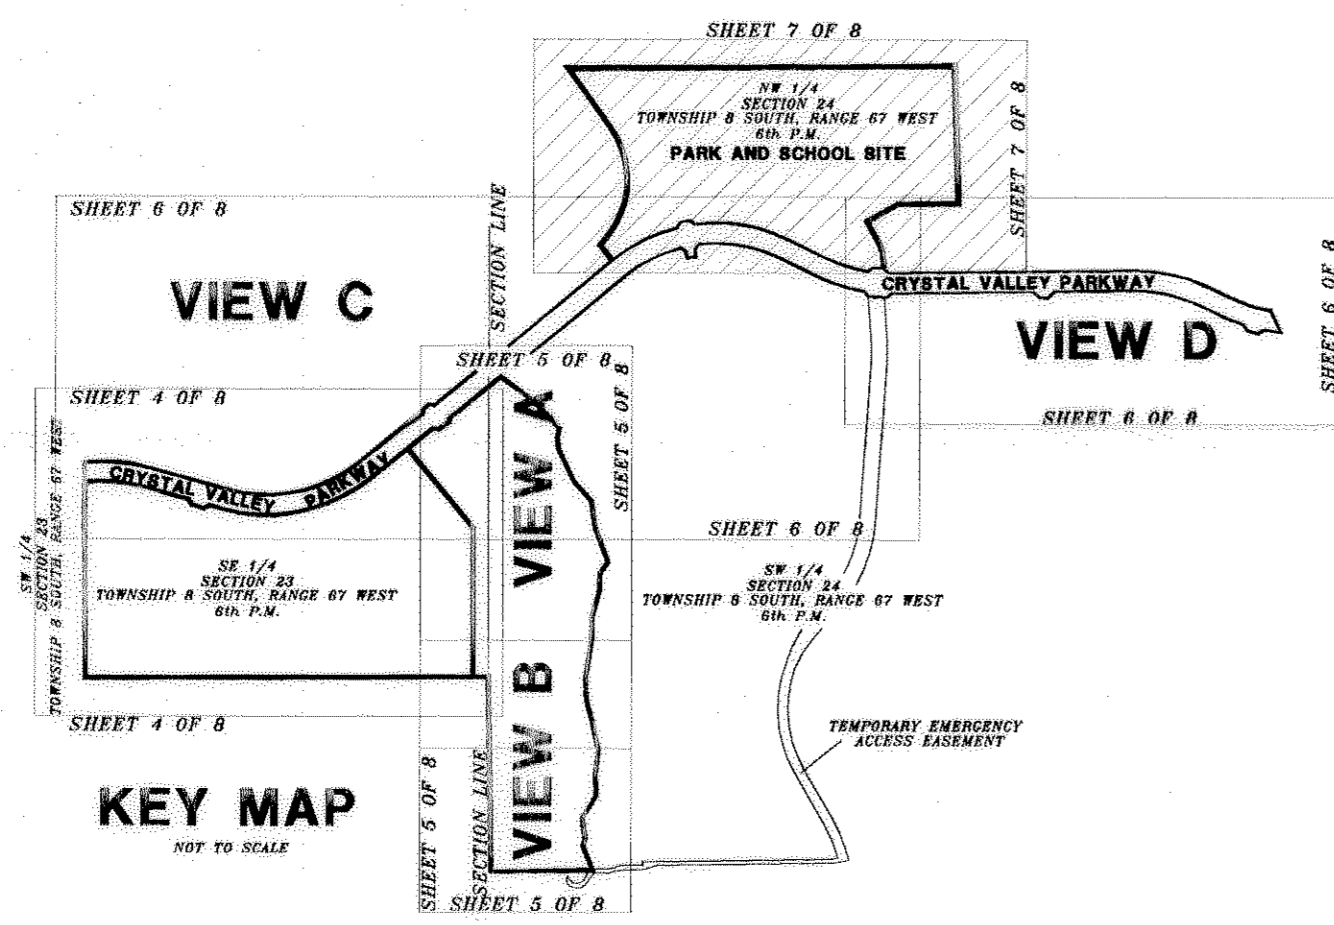 SHEET 7 OF 8
NW 1/4
SECTION 24
TOWNSHIP 8 SOUTH, RANGE 67 WEST
6th P.M.
PARK AND SCHOOL SITE
SHEET 7 OF 8
SHEET 6 OF 8
SECTION LINE
VIEW C
CRYSTAL VALLEY PARKWAY
VIEW D
SHEET 6 OF 8
SHEET 5 OF 8
SHEET 5 OF 8
SHEET 4 OF 8
SHEET 6 OF 8
VIEW A
CRYSTAL VALLEY PARKWAY
SHEET 6 OF 8
SW 1/4
SECTION 23
TOWNSHIP 8 SOUTH, RANGE 67 WEST
SE 1/4
SECTION 23
TOWNSHIP 8 SOUTH, RANGE 67 WEST
6th P.M.
SW 1/4
SECTION 24
TOWNSHIP 8 SOUTH, RANGE 67 WEST
6th P.M.
VIEW B
SHEET 4 OF 8
TEMPORARY EMERGENCY
ACCESS EASEMENT
KEY MAP
NOT TO SCALE
SHEET 5 OF 8
SECTION LINE
SHEET 5 OF 8